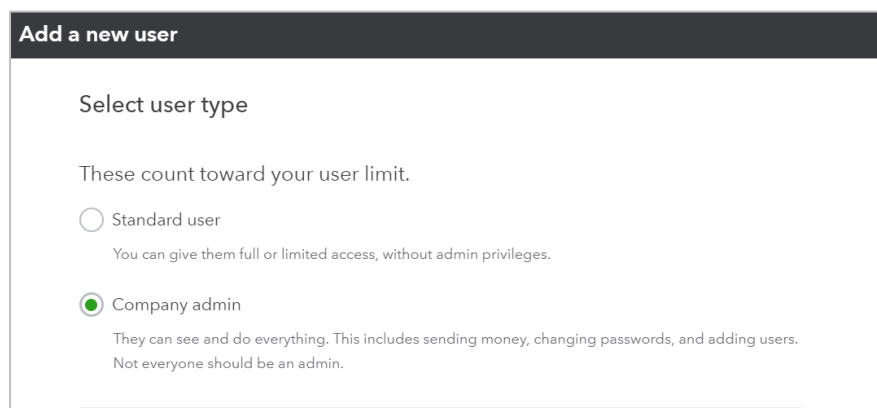 Add a new user
Select user type
These count toward your user limit.
Standard user
You can give them full or limited access, without admin privileges.
Company admin
They can see and do everything. This includes sending money, changing passwords, and adding users.
Not everyone should be an admin.